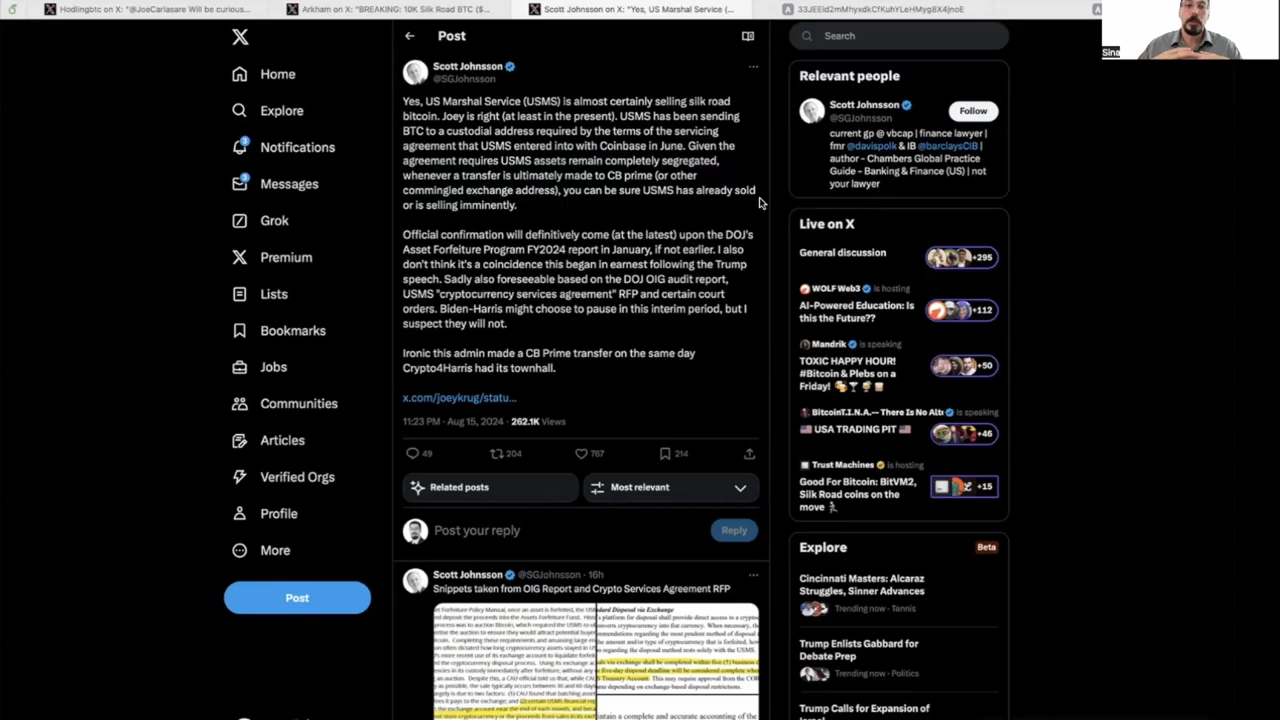 Hodlingbtc on X: "@JoeCarlasare Will be curious...
Arkham on X: "BREAKING: 10K Silk Road BTC ($...
Scott Johnsson on X: "Yes, US Marshal Service (...
Sina
Home
Explore
3
Notifications
3
Messages
Grok
Premium
Lists
Bookmarks
Jobs
Communities
Articles
Verified Orgs
Profile
More
Post
Post
Scott Johnsson
@SGJohnsson
Yes, US Marshal Service (USMS) is almost certainly selling silk road
bitcoin. Joey is right (at least in the present). USMS has been sending
BTC to a custodial address required by the terms of the servicing
agreement that USMS entered into with Coinbase in June. Given the
agreement requires USMS assets remain completely segregated,
whenever a transfer is ultimately made to CB prime (or other
commingled exchange address), you can be sure USMS has already sold
or is selling imminently.
Official confirmation will definitively come (at the latest) upon the DOJ's
Asset Forfeiture Program FY2024 report in January, if not earlier. I also
don't think it's a coincidence this began in earnest following the Trump
speech. Sadly also foreseeable based on the DOJ OIG audit report,
USMS "cryptocurrency services agreement" RFP and certain court
orders. Biden-Harris might choose to pause in this interim period, but I
suspect they will not.
Ironic this admin made a CB Prime transfer on the same day
Crypto4Harris had its townhall.
x.com/joeykrug/statu...
11:23 PM · Aug 15, 2024 · 262.1K Views
49
204
767
214
Related posts
Most relevant
Post your reply
Reply
Scott Johnsson @SGJohnsson · 16h
Snippets taken from OIG Report and Crypto Services Agreement RFP
Search
Relevant people
Scott Johnsson
@SGJohnsson
Follow
current gp @ vbcap | finance lawyer |
fmr @davispolk & IB @barclaysCIB |
author - Chambers Global Practice
Guide - Banking & Finance (US) | not
your lawyer
Live on X
General discussion
+295
WOLF Web3 is hosting
AI-Powered Education: Is
this the Future??
+112
Mandrik is speaking
TOXIC HAPPY HOUR!
#Bitcoin & Plebs on a
Friday!
+50
BitcoinT.I.N.A.— There Is No Alte is speaking
USA TRADING PIT
+46
Trust Machines is hosting
Good For Bitcoin: BitVM2,
Silk Road coins on the
move
+15
Explore
Beta
Cincinnati Masters: Alcaraz
Struggles, Sinner Advances
Trending now · Tennis
Trump Enlists Gabbard for
Debate Prep
Trending now · Politics
Trump Calls for Expansion of